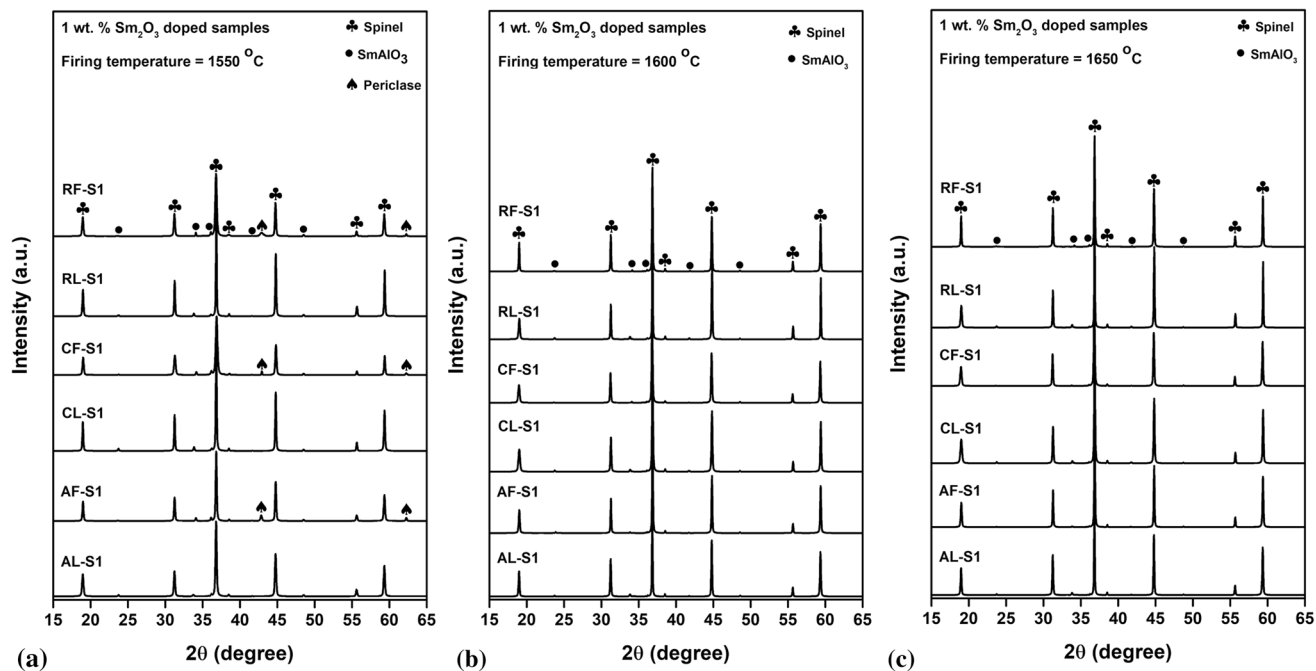 1 wt. % Sm₂O₃ doped samples
Firing temperature = 1550 °C
♣ Spinel
● SmAlO₃
♠ Periclase
RF-S1
RL-S1
CF-S1
CL-S1
AF-S1
AL-S1
Intensity (a.u.)
15 20 25 30 35 40 45 50 55 60 65
2θ (degree)
(a)
1 wt. % Sm₂O₃ doped samples
Firing temperature = 1600 °C
♣ Spinel
● SmAlO₃
RF-S1
RL-S1
CF-S1
CL-S1
AF-S1
AL-S1
Intensity (a.u.)
15 20 25 30 35 40 45 50 55 60 65
2θ (degree)
(b)
1 wt. % Sm₂O₃ doped samples
Firing temperature = 1650 °C
♣ Spinel
● SmAlO₃
RF-S1
RL-S1
CF-S1
CL-S1
AF-S1
AL-S1
Intensity (a.u.)
15 20 25 30 35 40 45 50 55 60 65
2θ (degree)
(c)